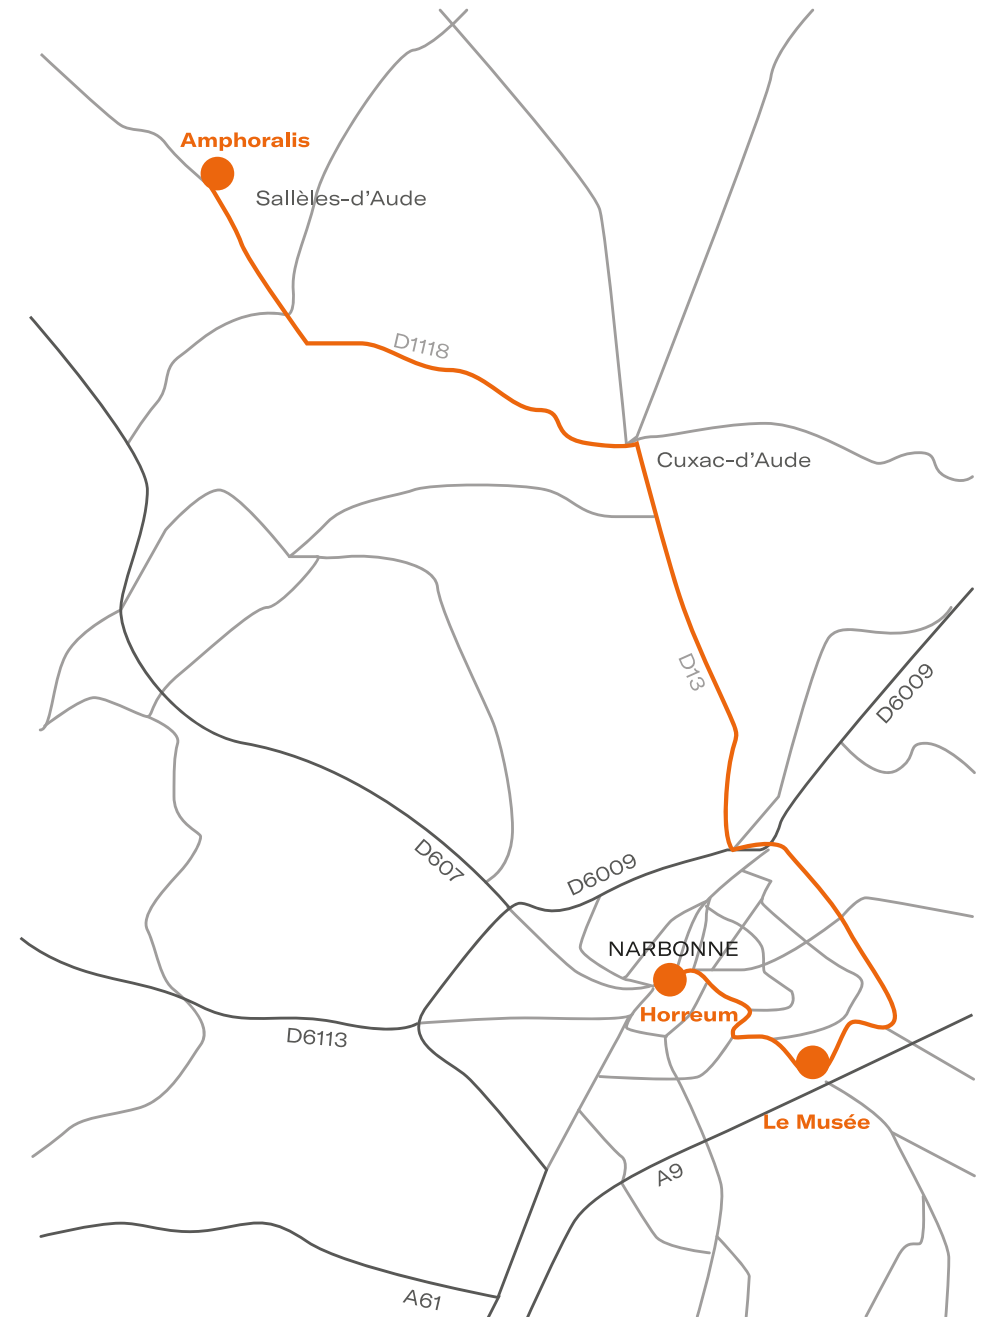 Amphoralis
Sallèles-d'Aude
D1118
Cuxac-d'Aude
D13
D6009
D607
D6009
NARBONNE
Horreum
D6113
Le Musée
A9
A61